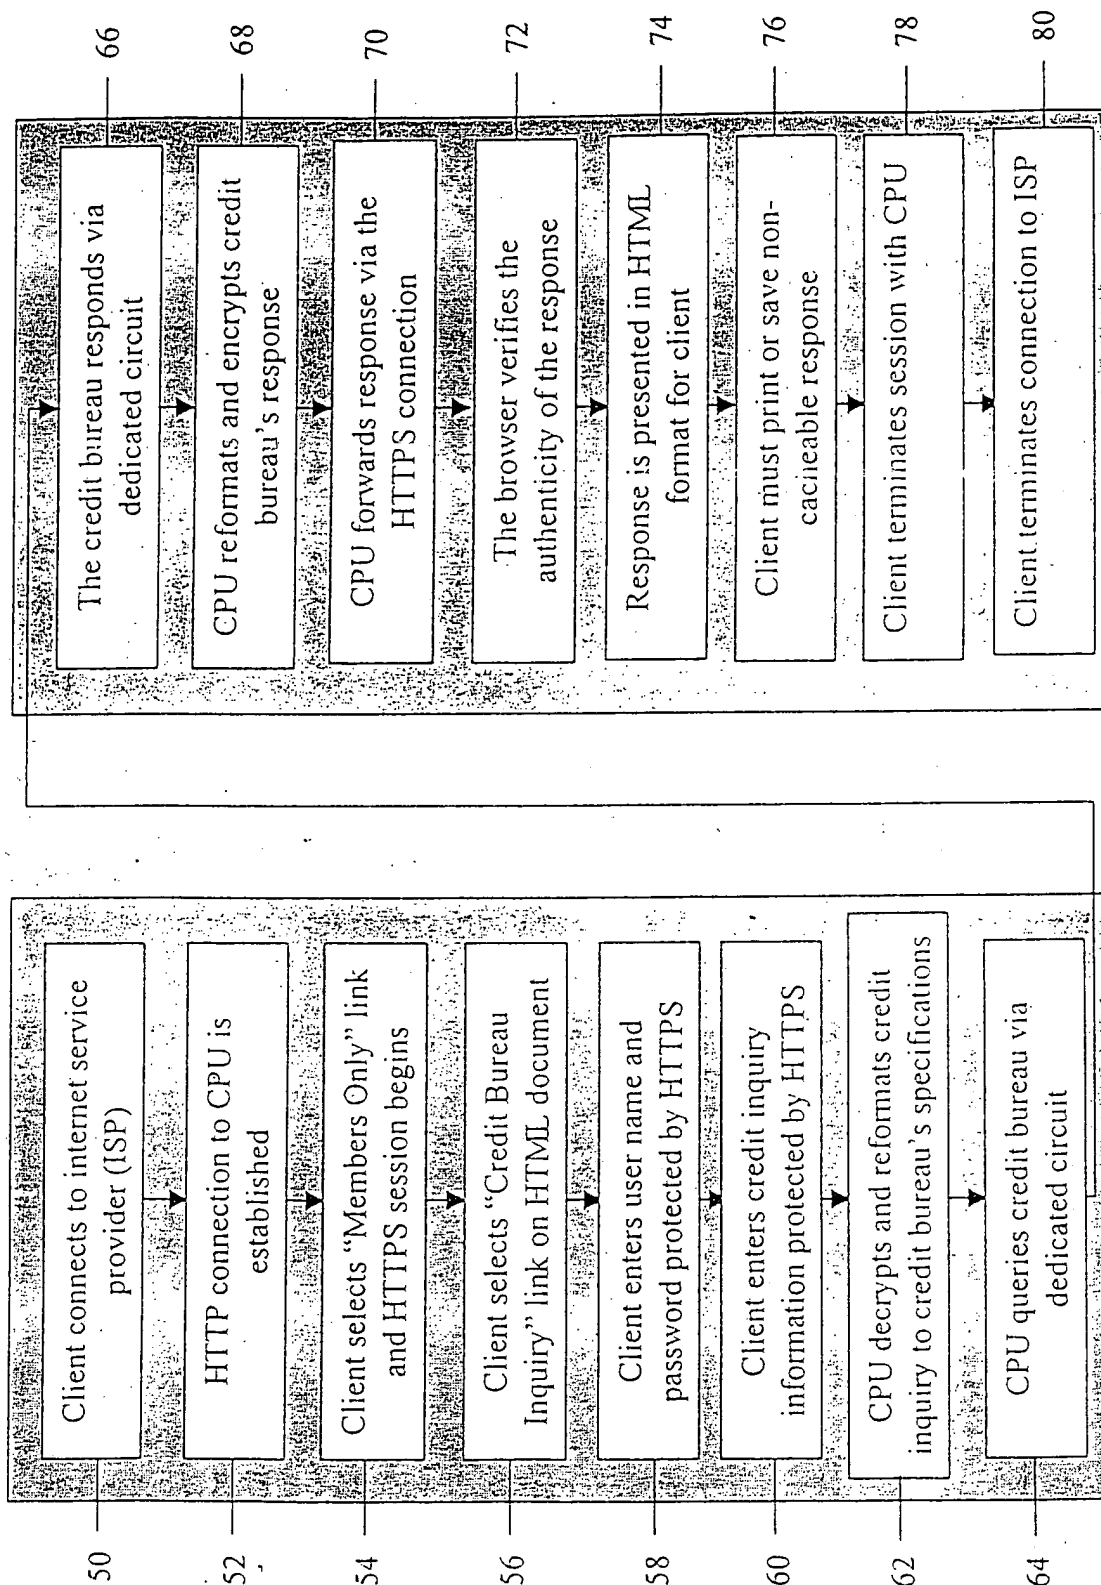 50
Client connects to internet service
provider (ISP)
52
HTTP connection to CPU is
established
54
Client selects “Members Only” link
and HTTPS session begins
56
Client selects “Credit Bureau
Inquiry” link on HTML document
58
Client enters user name and
password protected by HTTPS
60
Client enters credit inquiry
information protected by HTTPS
62
CPU decrypts and reformats credit
inquiry to credit bureau’s specifications
64
CPU queries credit bureau via
dedicated circuit
The credit bureau responds via
dedicated circuit
66
CPU reformats and encrypts credit
bureau’s response
68
CPU forwards response via the
HTTPS connection
70
The browser verifies the
authenticity of the response
72
Response is presented in HTML
format for client
74
Client must print or save non-
cacheable response
76
Client terminates session with CPU
78
Client terminates connection to ISP
80